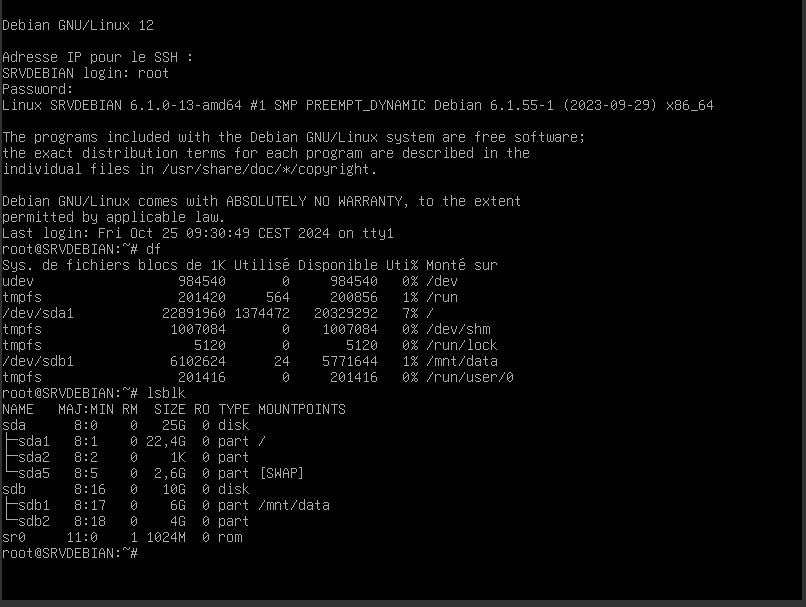 Debian GNU/Linux 12
Adresse IP pour le SSH :
SRVDEBIAN login: root
Password:
Linux SRVDEBIAN 6.1.0-13-amd64 #1 SMP PREEMPT_DYNAMIC Debian 6.1.55-1 (2023-09-29) x86_64
The programs included with the Debian GNU/Linux system are free software;
the exact distribution terms for each program are described in the
individual files in /usr/share/doc/*/copyright.
Debian GNU/Linux comes with ABSOLUTELY NO WARRANTY, to the extent
permitted by applicable law.
Last login: Fri Oct 25 09:30:49 CEST 2024 on tty1
root@SRVDEBIAN:~# df
Sys. de fichiers blocs de 1K Utilisé Disponible Uti% Monté sur
udev                  984540       0     984540   0% /dev
tmpfs                 201420     564     200856   1% /run
/dev/sda1           22891960 1374472   20329292   7% /
tmpfs                1007084       0    1007084   0% /dev/shm
tmpfs                   5120       0       5120   0% /run/lock
/dev/sdb1            6102624      24    5771644   1% /mnt/data
tmpfs                 201416       0     201416   0% /run/user/0
root@SRVDEBIAN:~# lsblk
NAME   MAJ:MIN RM  SIZE RO TYPE MOUNTPOINTS
sda      8:0    0   25G  0 disk
├─sda1   8:1    0 22,4G  0 part /
├─sda2   8:2    0    1K  0 part
└─sda5   8:5    0  2,6G  0 part [SWAP]
sdb      8:16   0   10G  0 disk
├─sdb1   8:17   0    6G  0 part /mnt/data
└─sdb2   8:18   0    4G  0 part
sr0     11:0    1 1024M  0 rom
root@SRVDEBIAN:~#